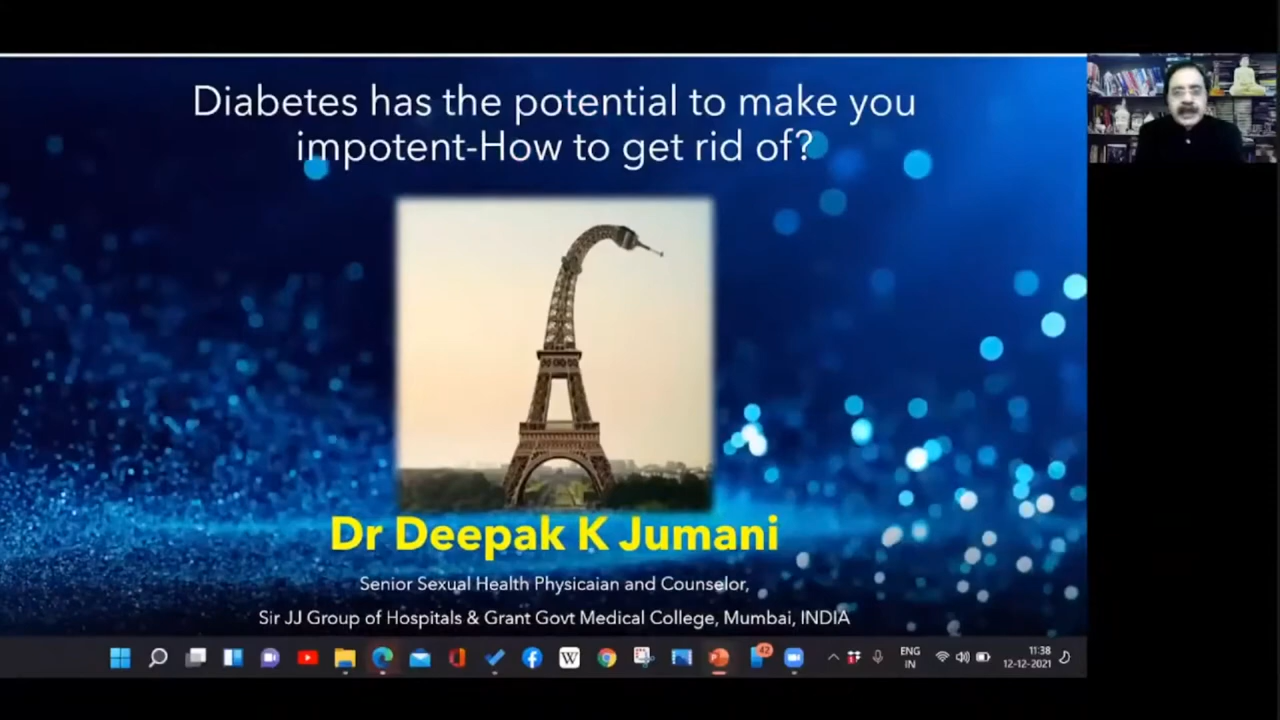 Diabetes has the potential to make you
impotent-How to get rid of?
Dr Deepak K Jumani
Senior Sexual Health Physicaian and Counselor,
Sir JJ Group of Hospitals & Grant Govt Medical College, Mumbai, INDIA
W
42
ENG
IN
11:38
12-12-2021